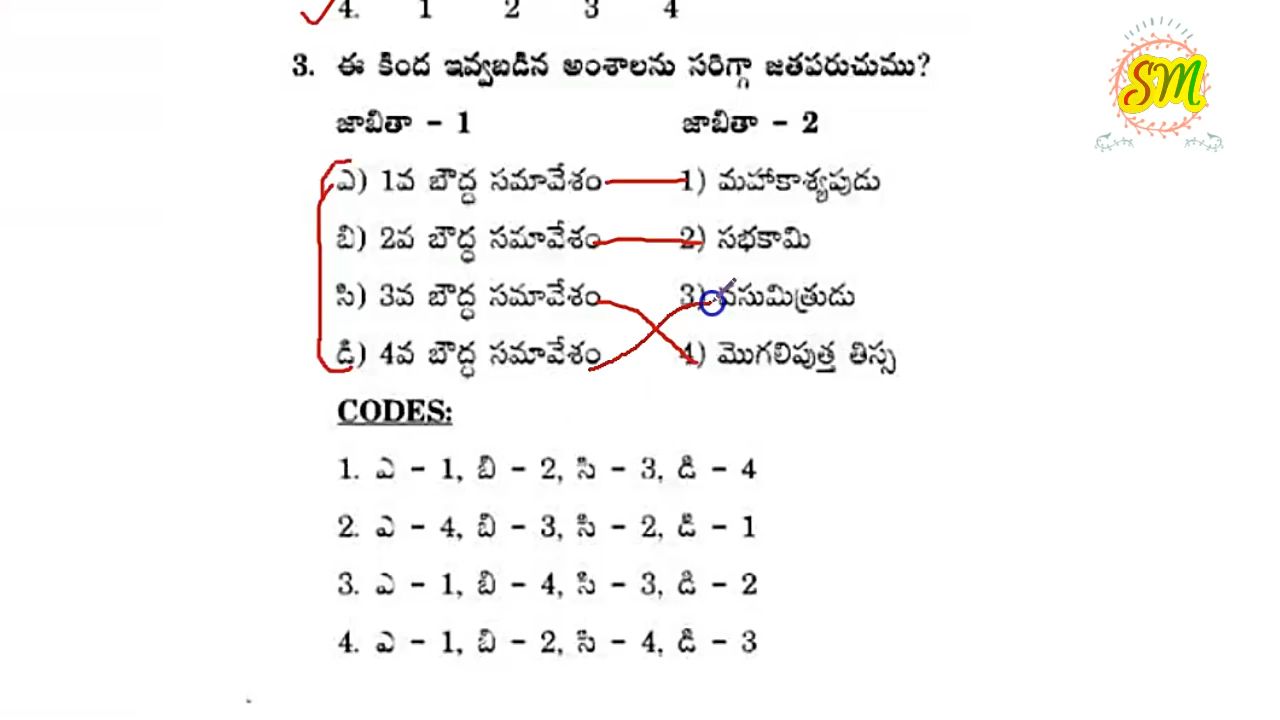 4. 1 2 3 4
SM
3. ఈ కింద ఇవ్వబడిన అంశాలను సరిగ్గా జతపరుచుము?
జాబితా - 1 జాబితా - 2
ఎ) 1వ బౌద్ధ సమావేశం 1) మహాకాశ్యపుడు
బి) 2వ బౌద్ధ సమావేశం 2) సభకామి
సి) 3వ బౌద్ధ సమావేశం 3) వసుమిత్రుడు
డి) 4వ బౌద్ధ సమావేశం 4) మొగలిపుత్త తిస్స
CODES:
1. ఎ - 1, బి - 2, సి - 3, డి - 4
2. ఎ - 4, బి - 3, సి - 2, డి - 1
3. ఎ - 1, బి - 4, సి - 3, డి - 2
4. ఎ - 1, బి - 2, సి - 4, డి - 3